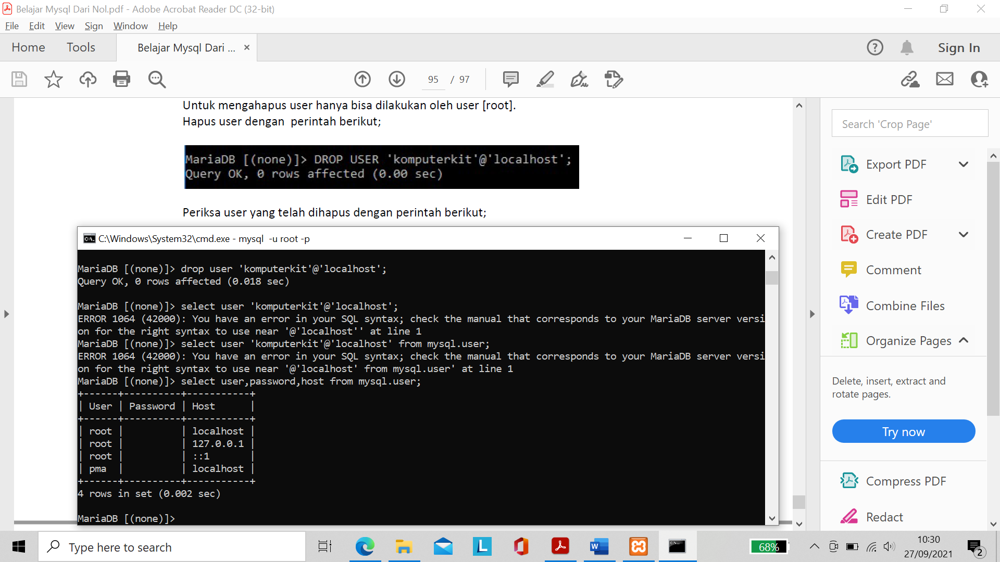 Belajar Mysql Dari Nol.pdf - Adobe Acrobat Reader DC (32-bit)
File Edit View Sign Window Help
Home Tools Belajar Mysql Dari ... × Sign In
95 / 97
Untuk mengahapus user hanya bisa dilakukan oleh user [root].
Hapus user dengan  perintah berikut;
MariaDB [(none)]> DROP USER 'komputerkit'@'localhost';
Query OK, 0 rows affected (0.00 sec)
Periksa user yang telah dihapus dengan perintah berikut;
C:\Windows\System32\cmd.exe - mysql  -u root -p
MariaDB [(none)]> drop user 'komputerkit'@'localhost';
Query OK, 0 rows affected (0.018 sec)
MariaDB [(none)]> select user 'komputerkit'@'localhost';
ERROR 1064 (42000): You have an error in your SQL syntax; check the manual that corresponds to your MariaDB server versi
on for the right syntax to use near '@'localhost'' at line 1
MariaDB [(none)]> select user 'komputerkit'@'localhost' from mysql.user;
ERROR 1064 (42000): You have an error in your SQL syntax; check the manual that corresponds to your MariaDB server versi
on for the right syntax to use near '@'localhost' from mysql.user' at line 1
MariaDB [(none)]> select user,password,host from mysql.user;
+------+----------+-----------+
| User | Password | Host      |
+------+----------+-----------+
| root |          | localhost |
| root |          | 127.0.0.1 |
| root |          | ::1       |
| pma  |          | localhost |
+------+----------+-----------+
4 rows in set (0.002 sec)
MariaDB [(none)]>
Search 'Crop Page'
Export PDF
Edit PDF
Create PDF
Comment
Combine Files
Organize Pages
Delete, insert, extract and
rotate pages.
Try now
Compress PDF
Redact
Type here to search
68%
10:30
27/09/2021
2